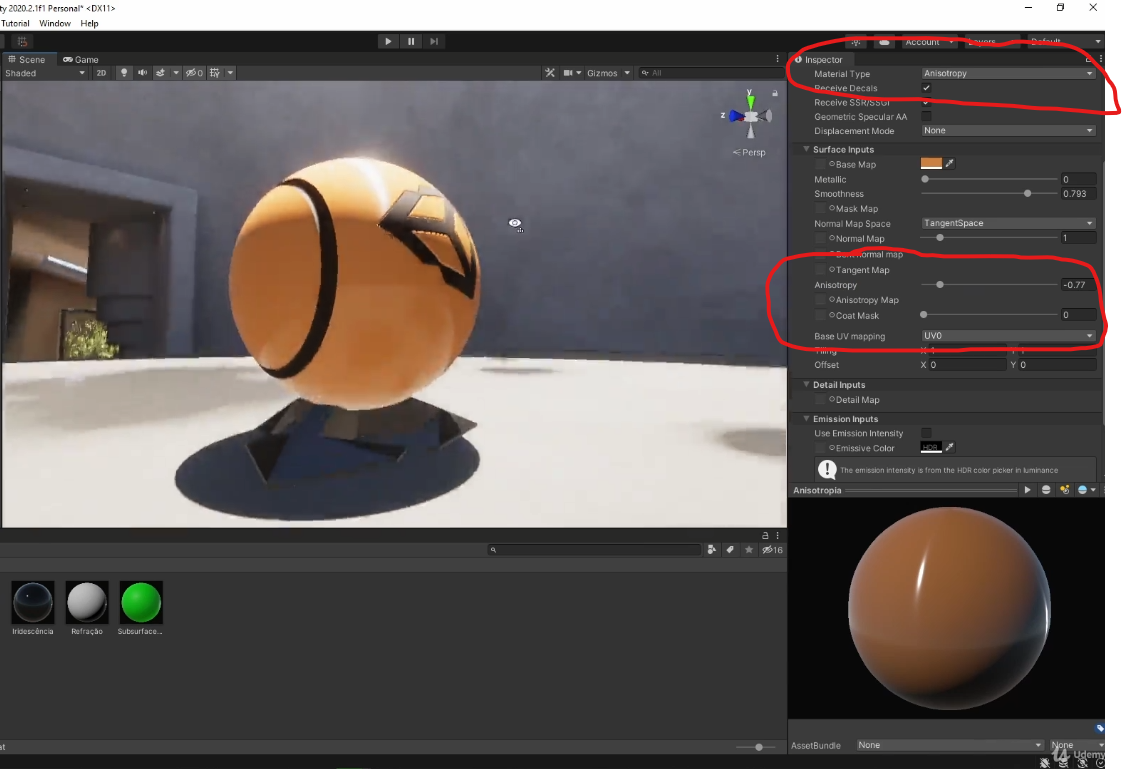 ty 2020.2.1f1 Personal* <DX11>
Tutorial Window Help
Account Layers Default
Scene Game
Inspector
Shaded 2D 0 Gizmos All
Material Type Anisotropy
Receive Decals
Receive SSR/SSGI
Geometric Specular AA
Displacement Mode None
y
z
Persp
Surface Inputs
Base Map
Metallic 0
Smoothness 0.793
Mask Map
Normal Map Space TangentSpace
Normal Map 1
Bent normal map
Tangent Map
Anisotropy -0.77
Anisotropy Map
Coat Mask 0
Base UV mapping UV0
Tiling X 1 Y 1
Offset X 0 Y 0
Detail Inputs
Detail Map
Emission Inputs
Use Emission Intensity
Emissive Color HDR
The emission intensity is from the HDR color picker in luminance
Anisotropia
16
Iridescência Refração Subsurface...
at
AssetBundle None None
Udemy